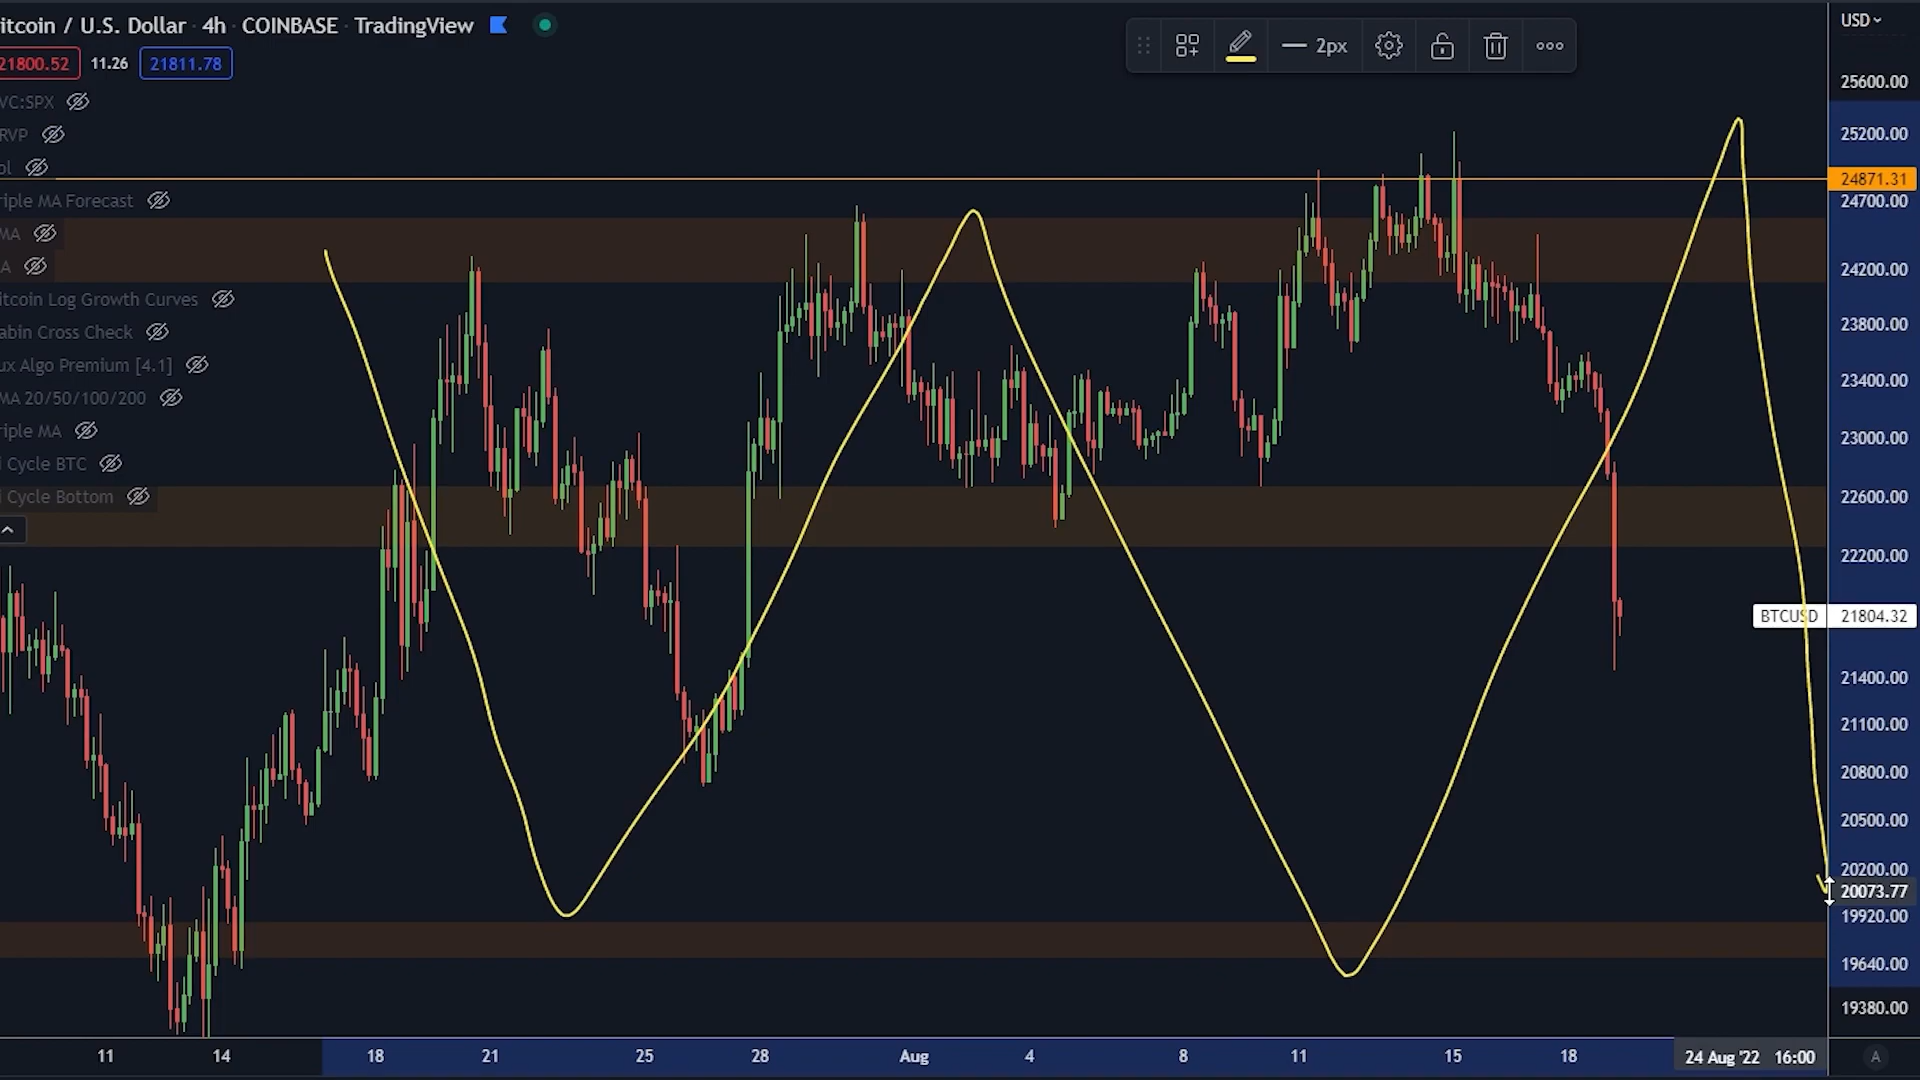 itcoin / U.S. Dollar · 4h · COINBASE · TradingView
21800.52 11.26 21811.78
VC:SPX
RVP
ol
riple MA Forecast
MA
A
itcoin Log Growth Curves
abin Cross Check
ux Algo Premium [4.1]
MA 20/50/100/200
riple MA
i Cycle BTC
i Cycle Bottom
2px
USD
25600.00
25200.00
24871.31
24700.00
24200.00
23800.00
23400.00
23000.00
22600.00
22200.00
BTCUSD 21804.32
21400.00
21100.00
20800.00
20500.00
20200.00
20073.77
19920.00
19640.00
19380.00
11 14 18 21 25 28 Aug 4 8 11 15 18 24 Aug '22 16:00 A